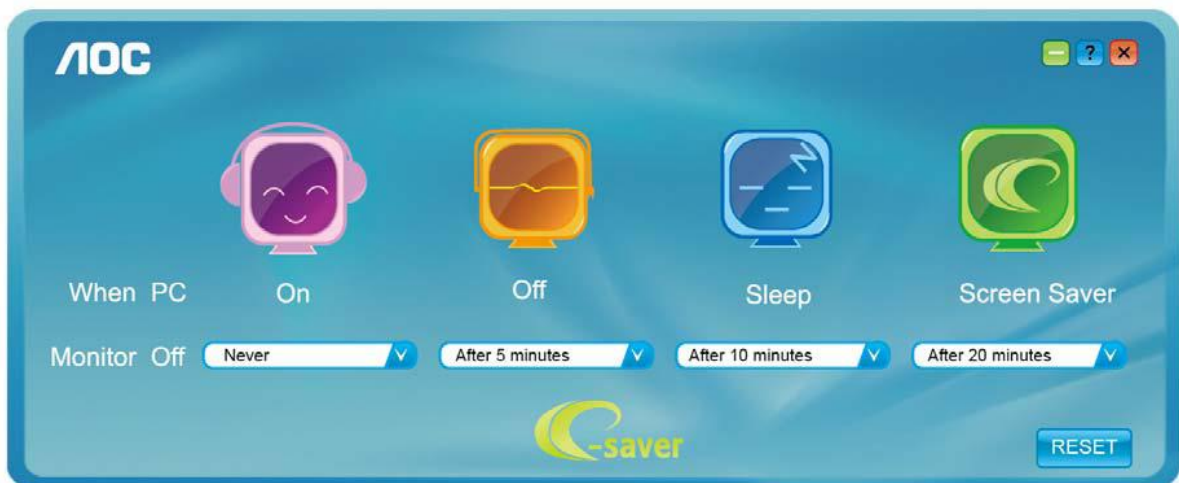 AOC
?
When PC On Off Sleep Screen Saver
Monitor Off Never After 5 minutes After 10 minutes After 20 minutes
e-saver
RESET